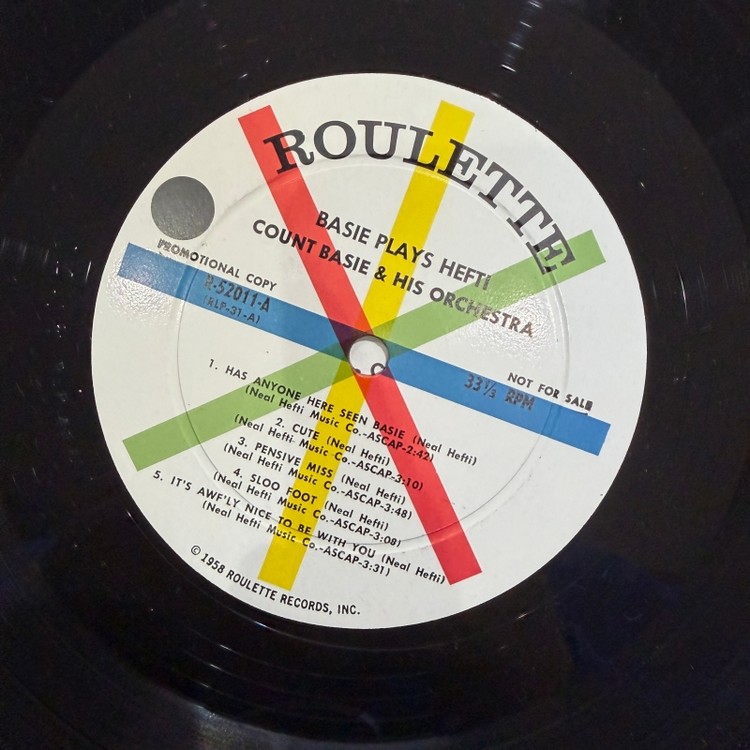 ROULETTE
BASIE PLAYS HEFTI
COUNT BASIE & HIS ORCHESTRA
PROMOTIONAL COPY
R-52011-A
(RLP-31-A)
NOT FOR SALE
33⅓ RPM
1. HAS ANYONE HERE SEEN BASIE (Neal Hefti)
(Neal Hefti Music Co.-ASCAP-2:42)
2. CUTE (Neal Hefti)
(Neal Hefti Music Co.-ASCAP-3:10)
3. PENSIVE MISS (Neal Hefti)
(Neal Hefti Music Co.-ASCAP-3:48)
4. SLOO FOOT (Neal Hefti)
(Neal Hefti Music Co.-ASCAP-3:08)
5. IT'S AWF'LY NICE TO BE WITH YOU (Neal Hefti)
(Neal Hefti Music Co.-ASCAP-3:31)
© 1958 ROULETTE RECORDS, INC.